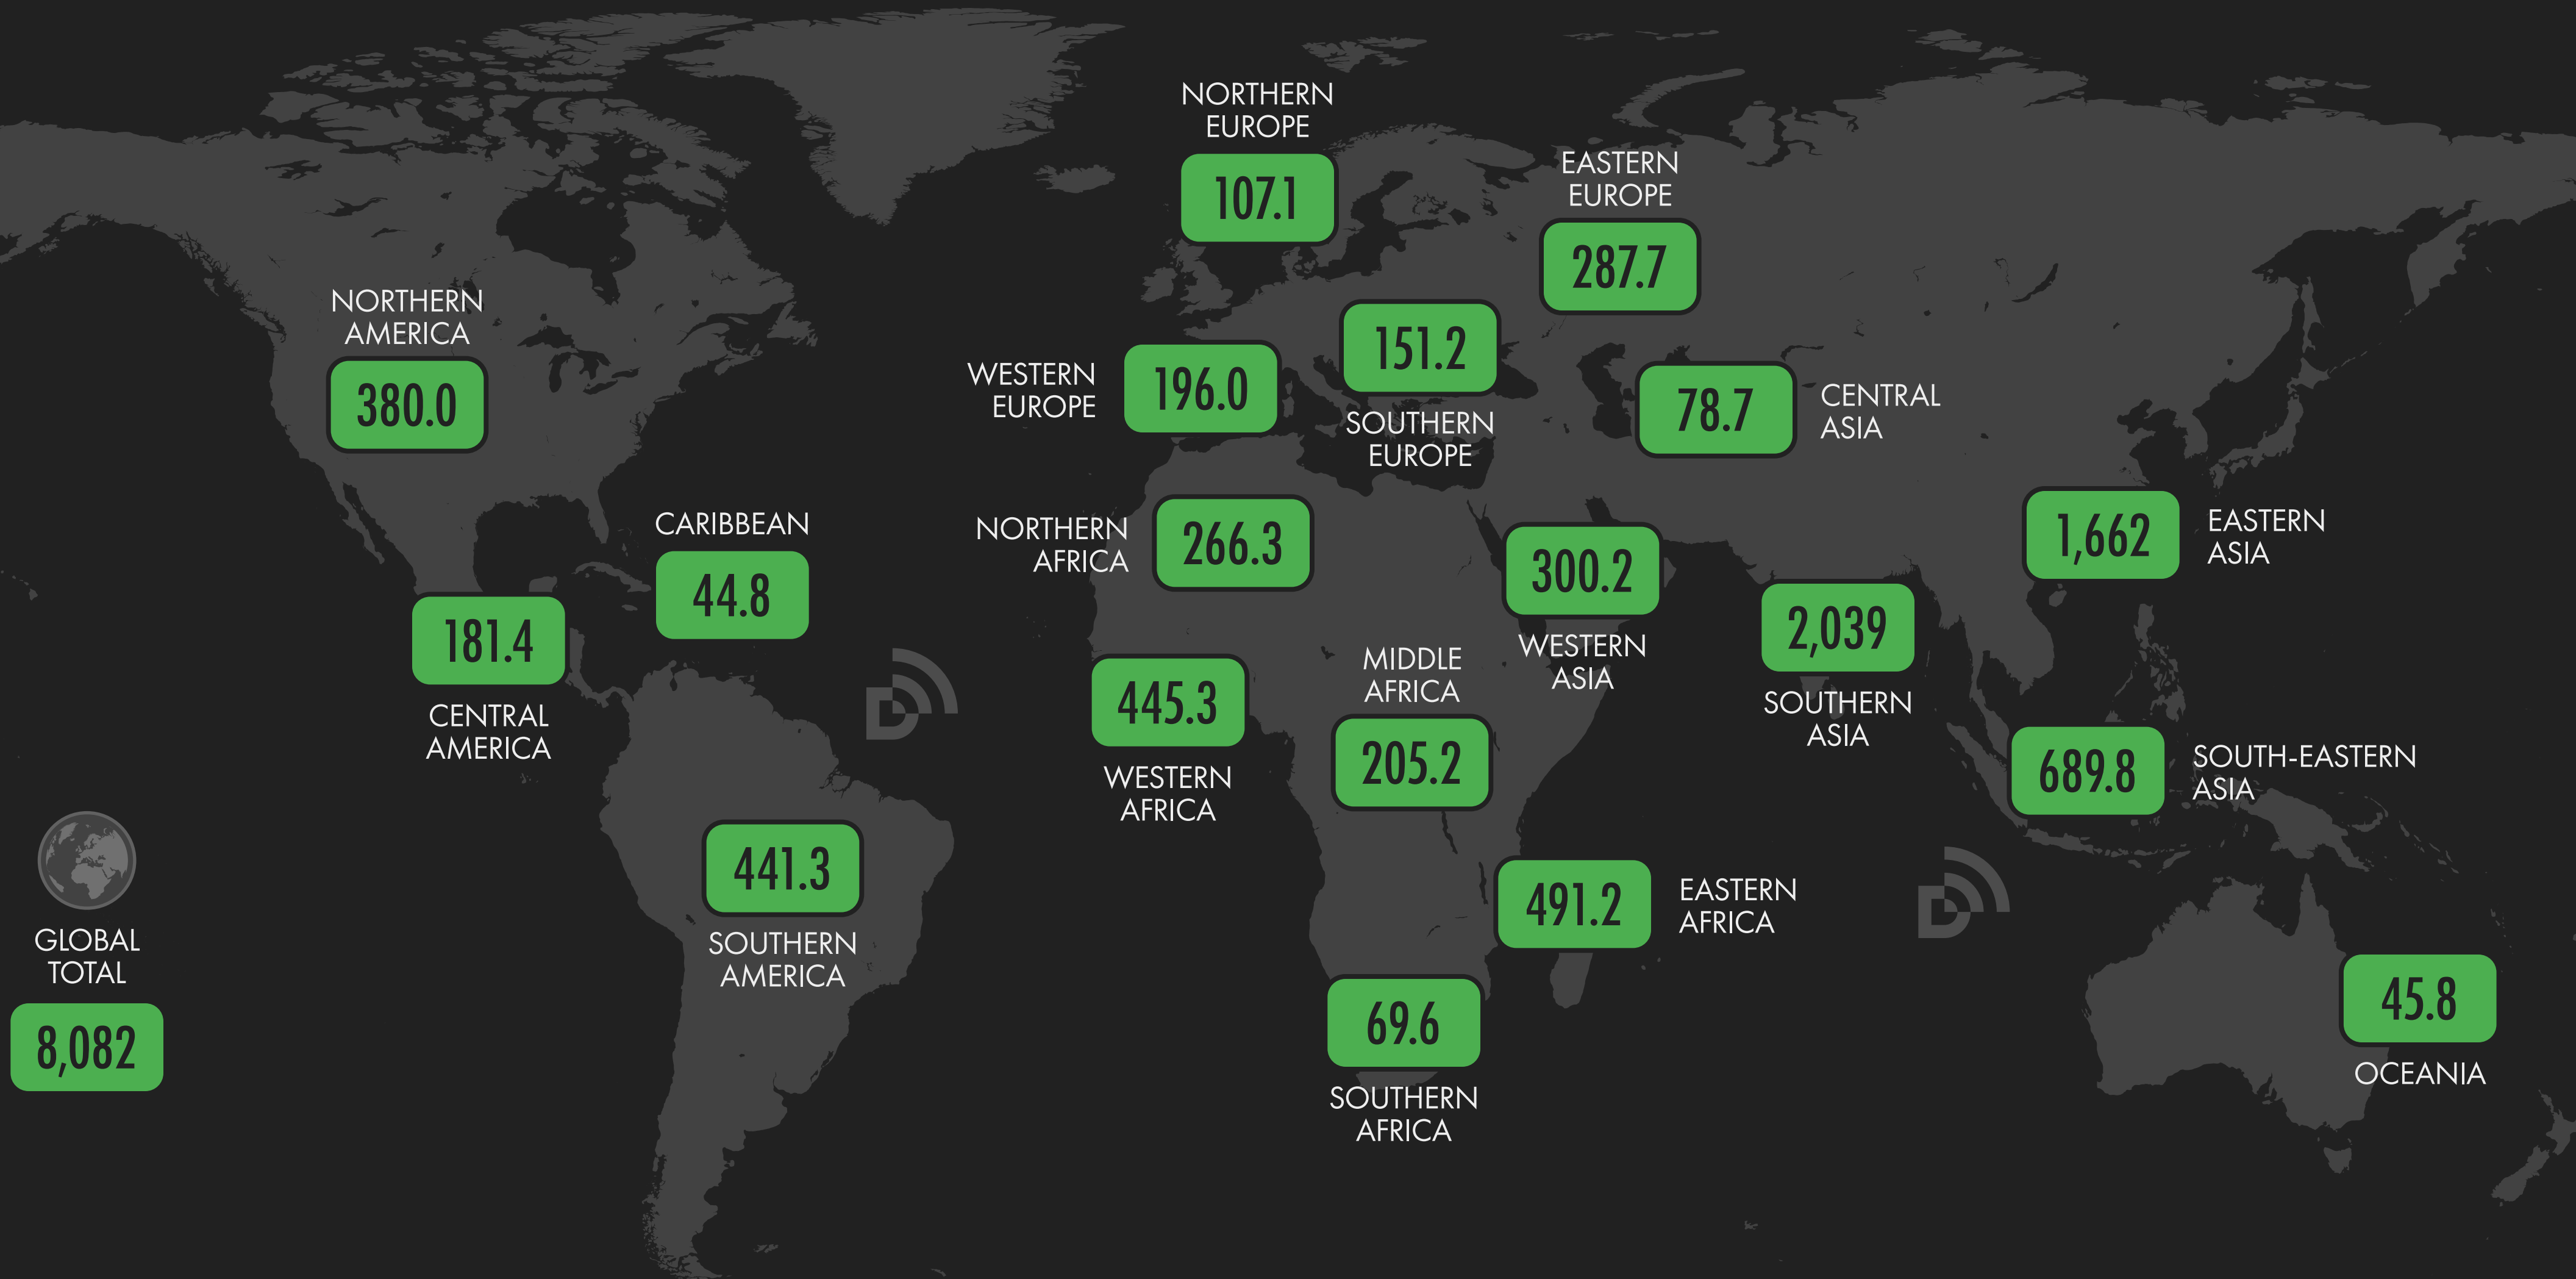 NORTHERN
EUROPE
107.1
EASTERN
EUROPE
287.7
NORTHERN
AMERICA
380.0
WESTERN
EUROPE
196.0
151.2
SOUTHERN
EUROPE
78.7
CENTRAL
ASIA
CARIBBEAN
44.8
NORTHERN
AFRICA
266.3
300.2
WESTERN
ASIA
1,662
EASTERN
ASIA
181.4
CENTRAL
AMERICA
2,039
SOUTHERN
ASIA
445.3
WESTERN
AFRICA
MIDDLE
AFRICA
205.2
689.8
SOUTH-EASTERN
ASIA
441.3
SOUTHERN
AMERICA
491.2
EASTERN
AFRICA
GLOBAL
TOTAL
8,082
69.6
SOUTHERN
AFRICA
45.8
OCEANIA